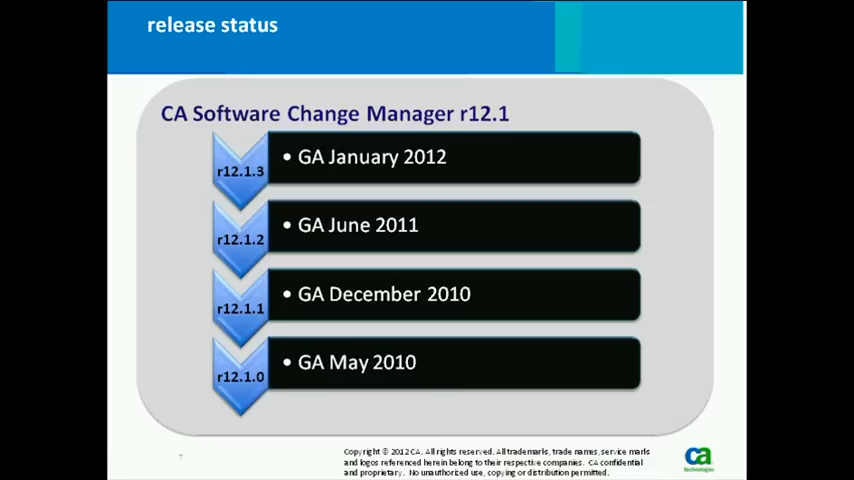 release status
CA Software Change Manager r12.1
r12.1.3
• GA January 2012
r12.1.2
• GA June 2011
r12.1.1
• GA December 2010
r12.1.0
• GA May 2010
7
Copyright © 2012 CA. All rights reserved. All trademarks, trade names, service marks
and logos referenced herein belong to their respective companies. CA confidential
and proprietary. No unauthorized use, copying or distribution permitted.
ca
technologies